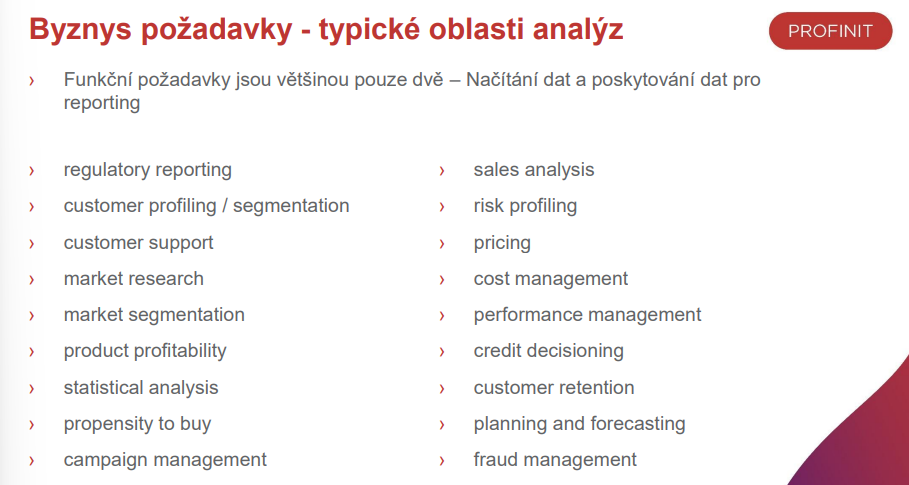 Byznys požadavky - typické oblasti analýz
PROFINIT
› Funkční požadavky jsou většinou pouze dvě – Načítání dat a poskytování dat pro
reporting
› regulatory reporting
› customer profiling / segmentation
› customer support
› market research
› market segmentation
› product profitability
› statistical analysis
› propensity to buy
› campaign management
› sales analysis
› risk profiling
› pricing
› cost management
› performance management
› credit decisioning
› customer retention
› planning and forecasting
› fraud management